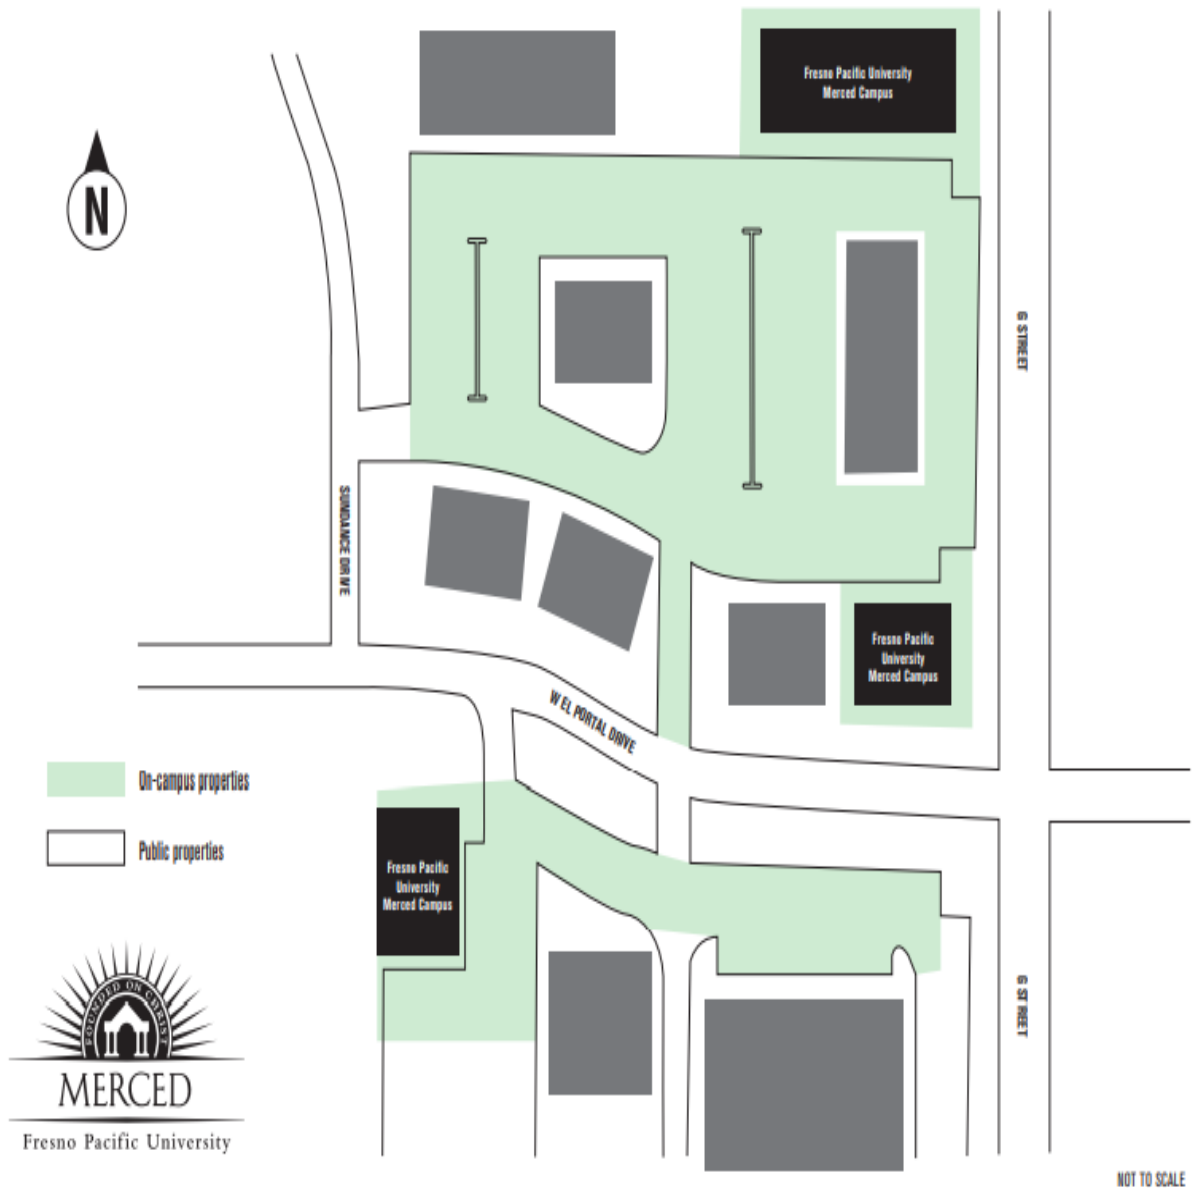 Fresno Pacific University
Merced Campus
N
G STREET
SUNDANCE DRIVE
Fresno Pacific
University
Merced Campus
W EL PORTAL DRIVE
On-campus properties
Public properties
Fresno Pacific
University
Merced Campus
G STREET
FOUNDED ON CHRIST
MERCED
Fresno Pacific University
NOT TO SCALE